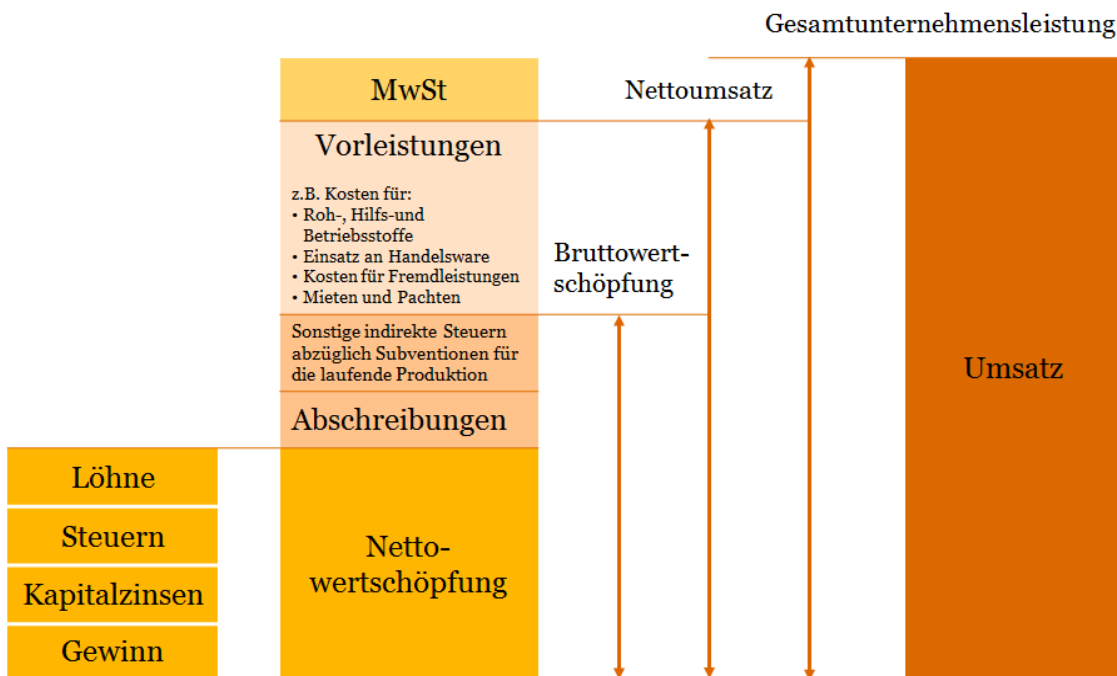 Gesamtunternehmensleistung
MwSt
Nettoumsatz
Vorleistungen
z.B. Kosten für:
• Roh-, Hilfs-und
Betriebsstoffe
• Einsatz an Handelsware
• Kosten für Fremdleistungen
• Mieten und Pachten
Bruttowert-
schöpfung
Sonstige indirekte Steuern
abzüglich Subventionen für
die laufende Produktion
Umsatz
Abschreibungen
Löhne
Steuern
Kapitalzinsen
Gewinn
Netto-
wertschöpfung